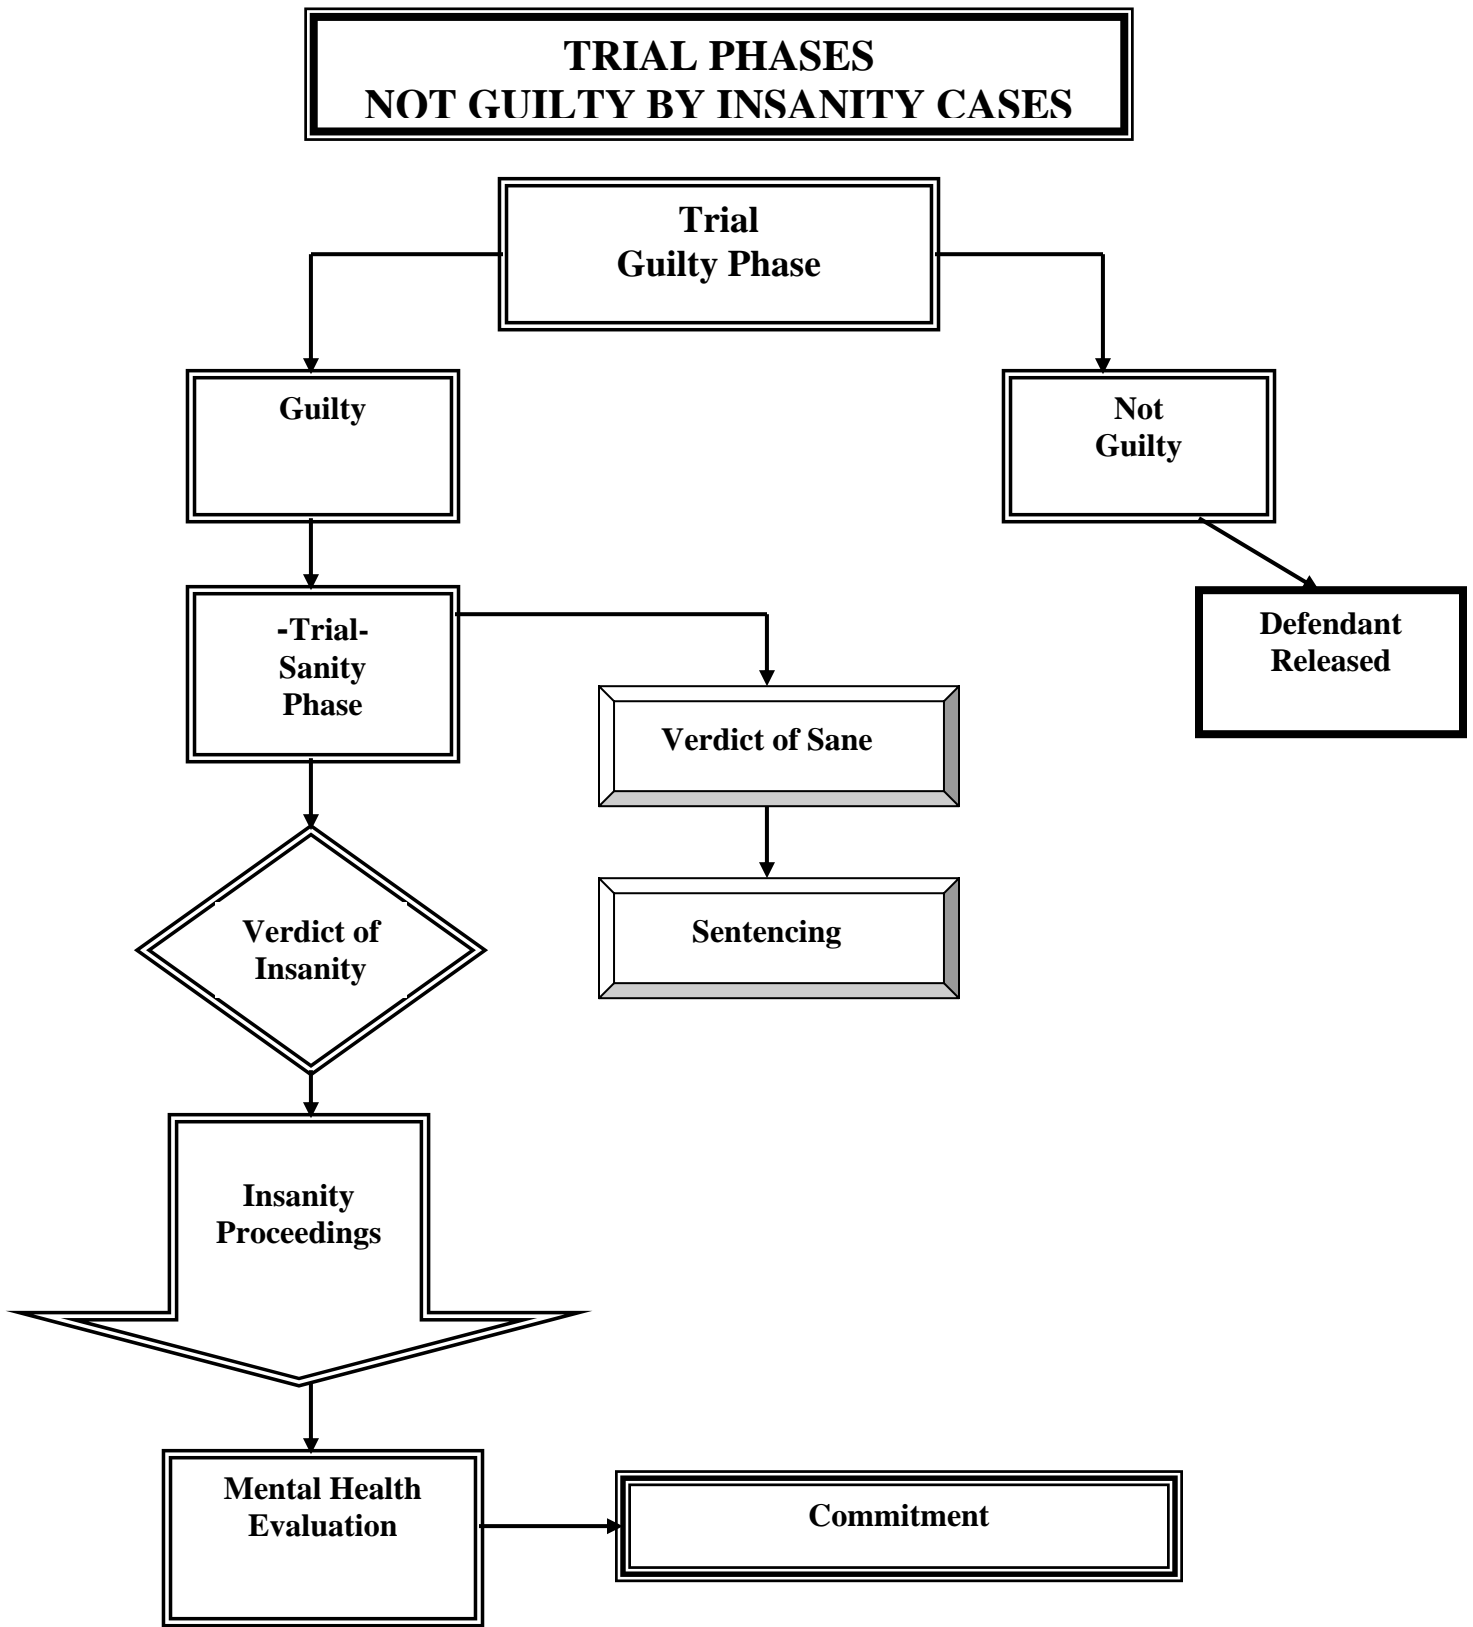 TRIAL PHASES
NOT GUILTY BY INSANITY CASES
Trial
Guilty Phase
Guilty
Not
Guilty
-Trial-
Sanity
Phase
Defendant
Released
Verdict of Sane
Verdict of
Insanity
Sentencing
Insanity
Proceedings
Mental Health
Evaluation
Commitment